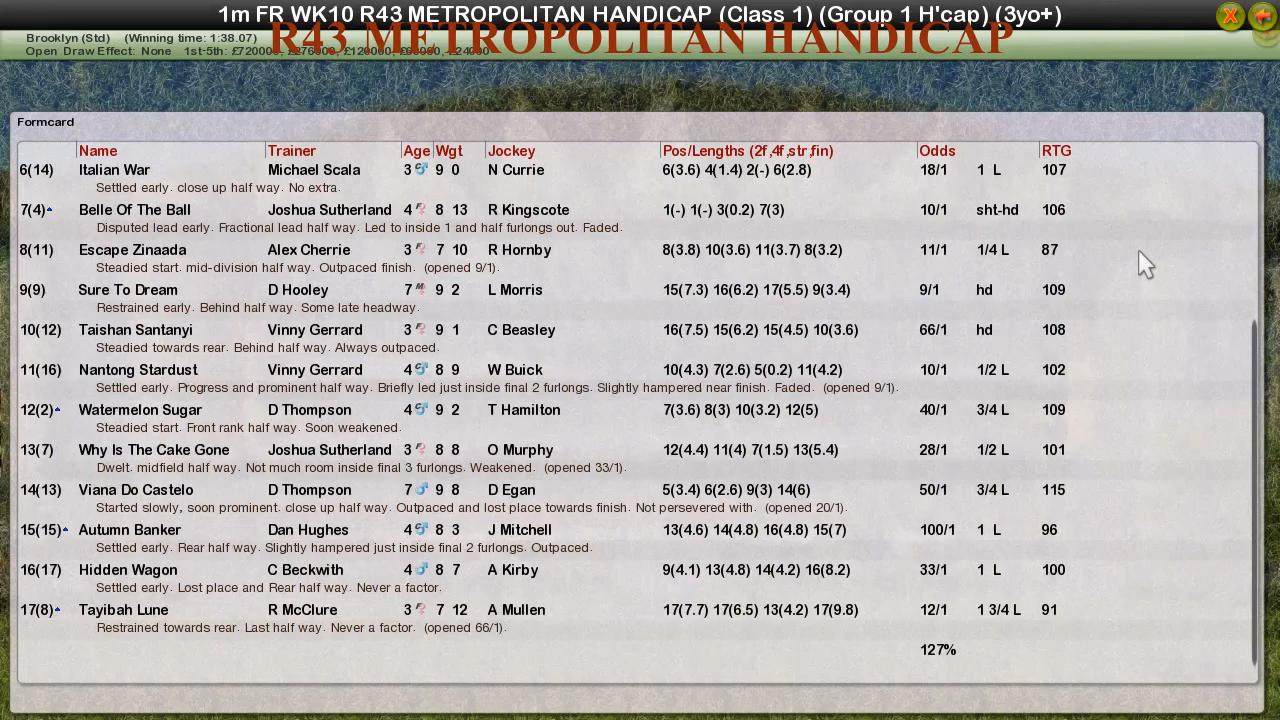 1m FR WK10 R43 METROPOLITAN HANDICAP (Class 1) (Group 1 H'cap) (3yo+)
R43 METROPOLITAN HANDICAP
Brooklyn (Std) (Winning time: 1:38.07)
Open Draw Effect: None 1st-5th: £720000, £276000, £120000, £60000, £24000
Formcard
Name Trainer Age Wgt Jockey Pos/Lengths (2f,4f,str,fin) Odds RTG
6(14) Italian War Michael Scala 3 9 0 N Currie 6(3.6) 4(1.4) 2(-) 6(2.8) 18/1 1 L 107
Settled early. close up half way. No extra.
7(4) Belle Of The Ball Joshua Sutherland 4 8 13 R Kingscote 1(-) 1(-) 3(0.2) 7(3) 10/1 sht-hd 106
Disputed lead early. Fractional lead half way. Led to inside 1 and half furlongs out. Faded.
8(11) Escape Zinaada Alex Cherrie 3 7 10 R Hornby 8(3.8) 10(3.6) 11(3.7) 8(3.2) 11/1 1/4 L 87
Steadied start. mid-division half way. Outpaced finish. (opened 9/1).
9(9) Sure To Dream D Hooley 7 9 2 L Morris 15(7.3) 16(6.2) 17(5.5) 9(3.4) 9/1 hd 109
Restrained early. Behind half way. Some late headway.
10(12) Taishan Santanyi Vinny Gerrard 3 9 1 C Beasley 16(7.5) 15(6.2) 15(4.5) 10(3.6) 66/1 hd 108
Steadied towards rear. Behind half way. Always outpaced.
11(16) Nantong Stardust Vinny Gerrard 4 8 9 W Buick 10(4.3) 7(2.6) 5(0.2) 11(4.2) 10/1 1/2 L 102
Settled early. Progress and prominent half way. Briefly led just inside final 2 furlongs. Slightly hampered near finish. Faded. (opened 9/1).
12(2) Watermelon Sugar D Thompson 4 9 2 T Hamilton 7(3.6) 8(3) 10(3.2) 12(5) 40/1 3/4 L 109
Steadied start. Front rank half way. Soon weakened.
13(7) Why Is The Cake Gone Joshua Sutherland 3 8 8 O Murphy 12(4.4) 11(4) 7(1.5) 13(5.4) 28/1 1/2 L 101
Dwelt. midfield half way. Not much room inside final 3 furlongs. Weakened. (opened 33/1).
14(13) Viana Do Castelo D Thompson 7 9 8 D Egan 5(3.4) 6(2.6) 9(3) 14(6) 50/1 3/4 L 115
Started slowly, soon prominent. close up half way. Outpaced and lost place towards finish. Not persevered with. (opened 20/1).
15(15) Autumn Banker Dan Hughes 4 8 3 J Mitchell 13(4.6) 14(4.8) 16(4.8) 15(7) 100/1 1 L 96
Settled early. Rear half way. Slightly hampered just inside final 2 furlongs. Outpaced.
16(17) Hidden Wagon C Beckwith 4 8 7 A Kirby 9(4.1) 13(4.8) 14(4.2) 16(8.2) 33/1 1 L 100
Settled early. Lost place and Rear half way. Never a factor.
17(8) Tayibah Lune R McClure 3 7 12 A Mullen 17(7.7) 17(6.5) 13(4.2) 17(9.8) 12/1 1 3/4 L 91
Restrained towards rear. Last half way. Never a factor. (opened 66/1).
127%